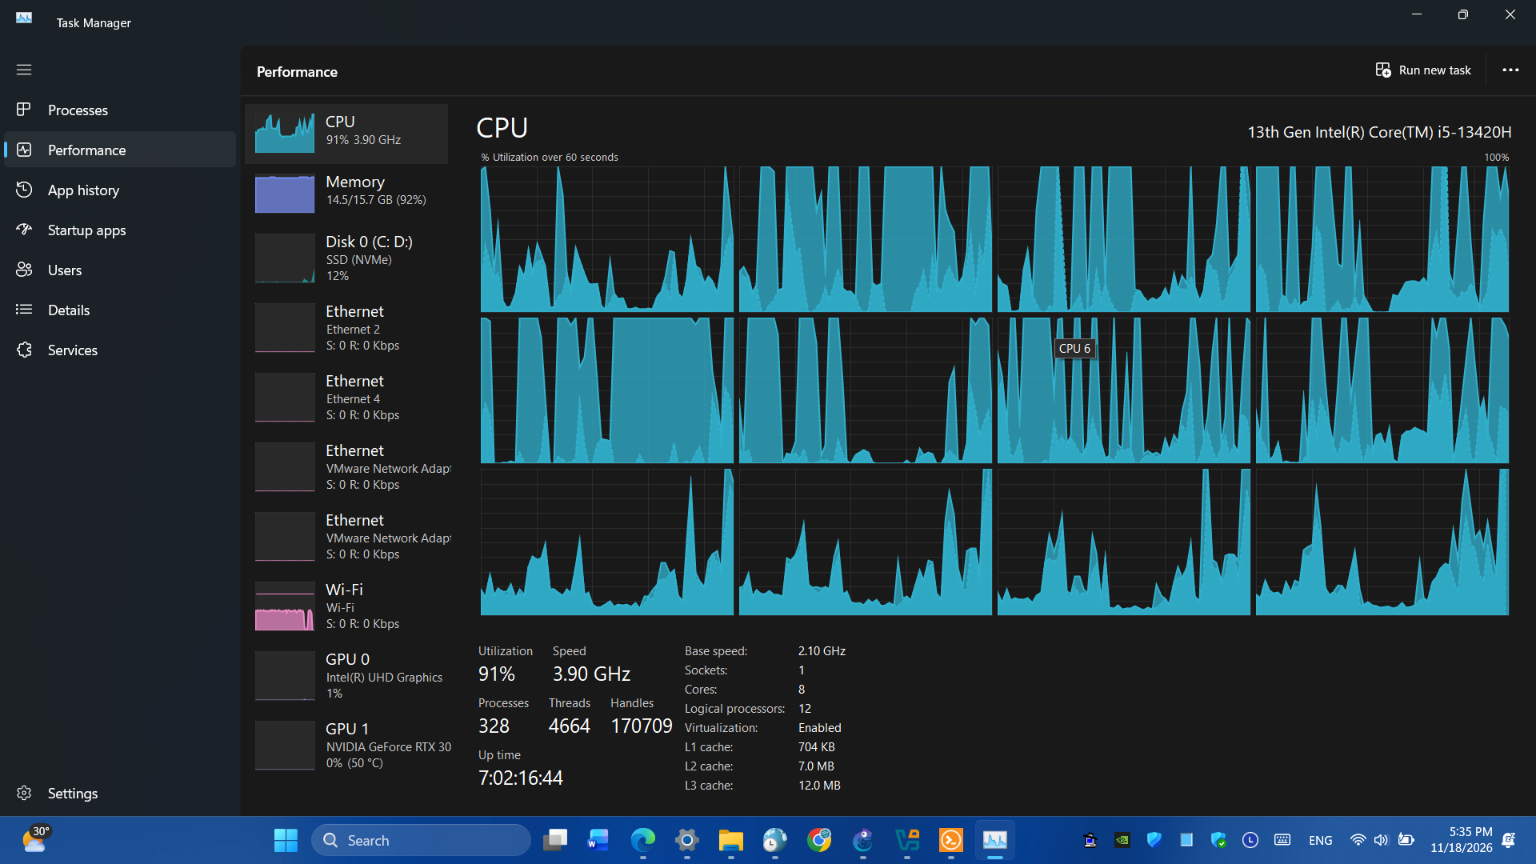 Task Manager
Performance
Run new task
Processes
Performance
App history
Startup apps
Users
Details
Services
Settings
CPU
91% 3.90 GHz
Memory
14.5/15.7 GB (92%)
Disk 0 (C: D:)
SSD (NVMe)
12%
Ethernet
Ethernet 2
S: 0 R: 0 Kbps
Ethernet
Ethernet 4
S: 0 R: 0 Kbps
Ethernet
VMware Network Adapt
S: 0 R: 0 Kbps
Ethernet
VMware Network Adapt
S: 0 R: 0 Kbps
Wi-Fi
Wi-Fi
S: 0 R: 0 Kbps
GPU 0
Intel(R) UHD Graphics
1%
GPU 1
NVIDIA GeForce RTX 30
0% (50 °C)
CPU
13th Gen Intel(R) Core(TM) i5-13420H
% Utilization over 60 seconds
100%
CPU 6
Utilization
91%
Speed
3.90 GHz
Processes
328
Threads
4664
Handles
170709
Up time
7:02:16:44
Base speed: 2.10 GHz
Sockets: 1
Cores: 8
Logical processors: 12
Virtualization: Enabled
L1 cache: 704 KB
L2 cache: 7.0 MB
L3 cache: 12.0 MB
30°
Search
ENG
5:35 PM
11/18/2026